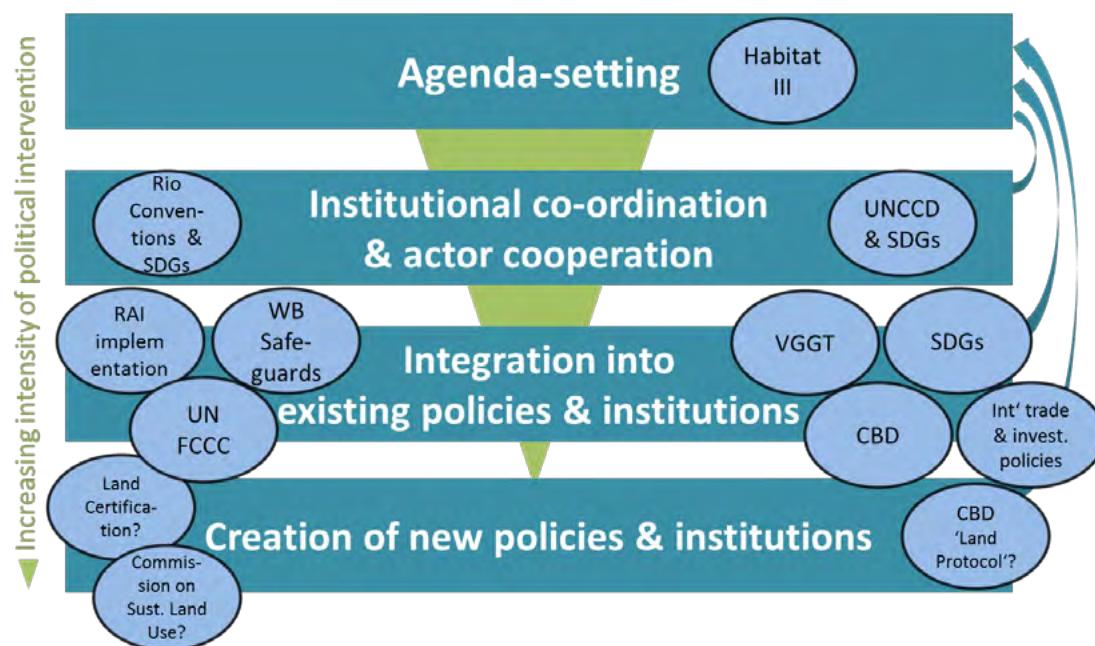 Increasing intensity of political intervention
Agenda-setting
Habitat
III
Rio
Conven-
tions &
SDGs
Institutional co-ordination
& actor cooperation
UNCCD
& SDGs
RAI
implem
entation
WB
Safe-
guards
UN
FCCC
Integration into
existing policies & institutions
VGGT
SDGs
CBD
Int‘ trade
& invest.
policies
Land
Certifica-
tion?
Commis-
sion on
Sust. Land
Use?
Creation of new policies & institutions
CBD
‘Land
Protocol‘?